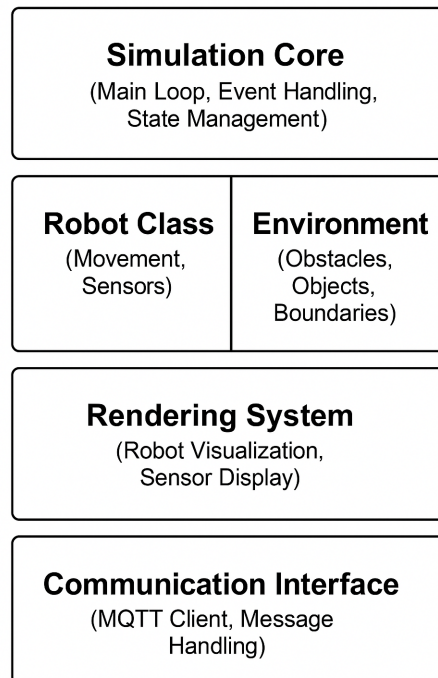 Simulation Core
(Main Loop, Event Handling,
State Management)
Robot Class
(Movement,
Sensors)
Environment
(Obstacles,
Objects,
Boundaries)
Rendering System
(Robot Visualization,
Sensor Display)
Communication Interface
(MQTT Client, Message
Handling)